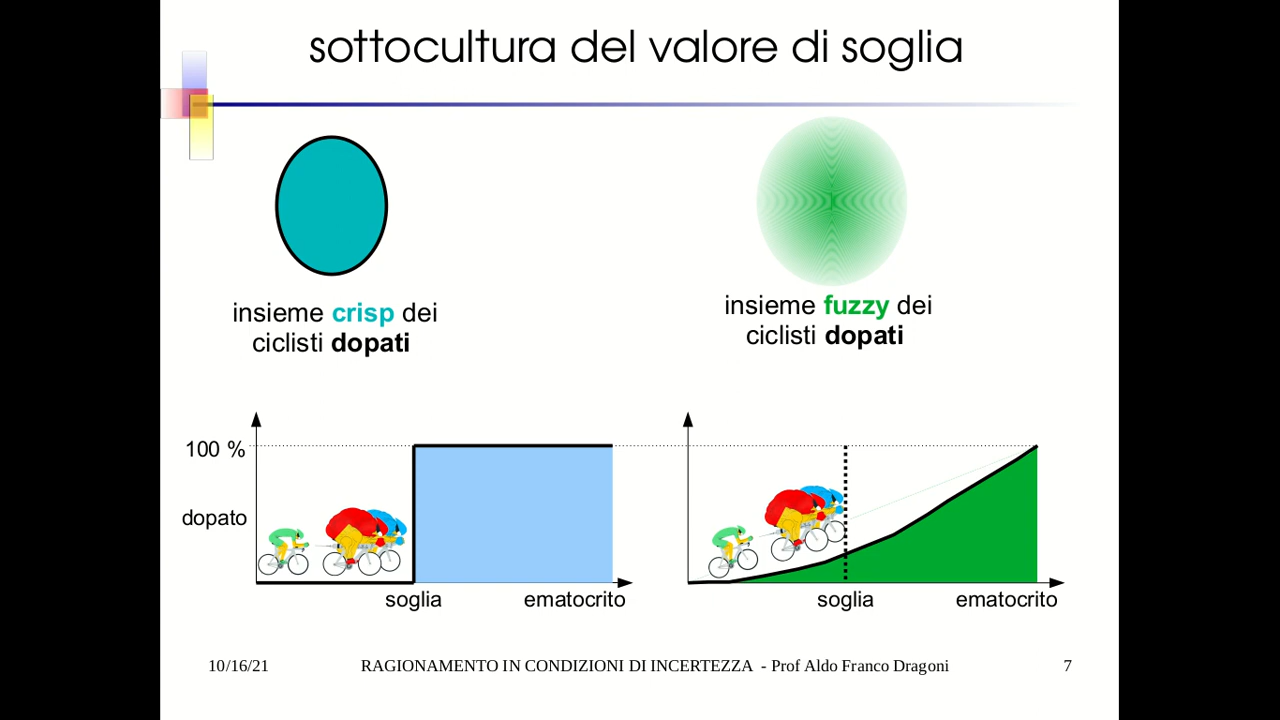 sottocultura del valore di soglia
insieme crisp dei
ciclisti dopati
insieme fuzzy dei
ciclisti dopati
100 %
dopato
soglia
ematocrito
soglia
ematocrito
10/16/21
RAGIONAMENTO IN CONDIZIONI DI INCERTEZZA - Prof Aldo Franco Dragoni
7